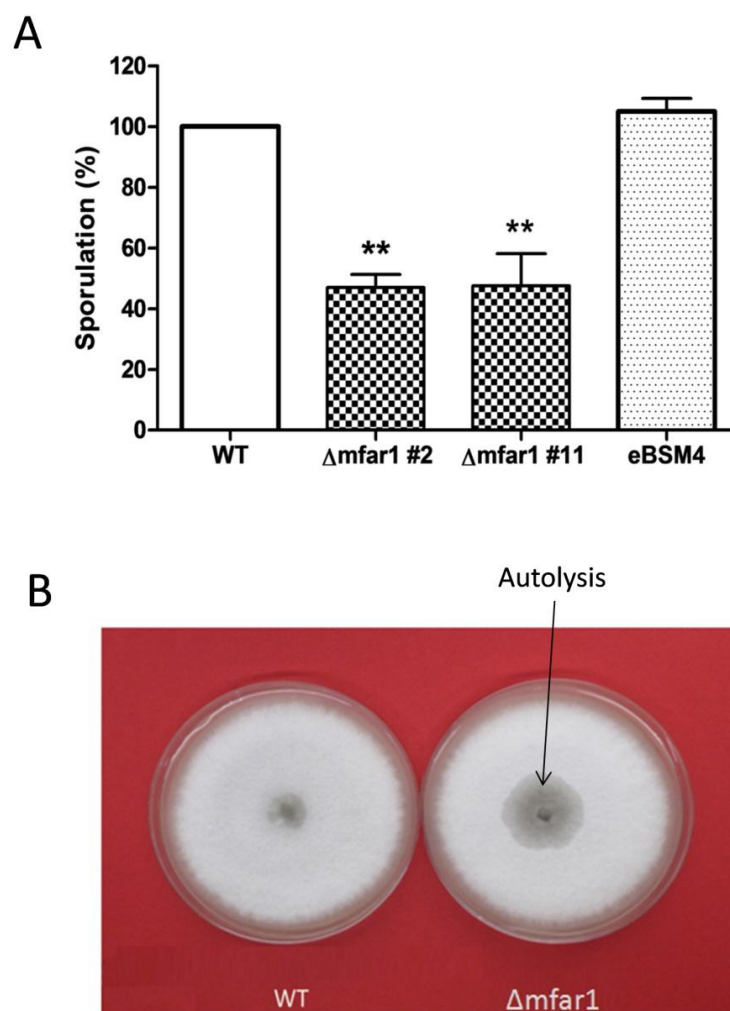 A
Sporulation (%)
120
100
80
60
40
20
0
**
**
WT
Δmfar1 #2
Δmfar1 #11
eBSM4
B
Autolysis
WT
Δmfar1